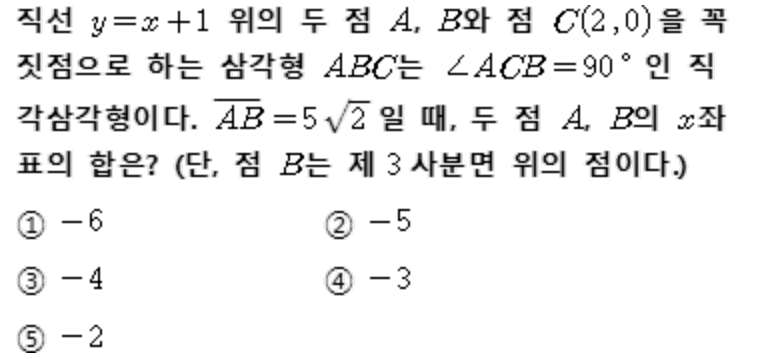 직선 y=x+1 위의 두 점 A, B와 점 C(2,0)을 꼭
짓점으로 하는 삼각형 ABC는 ∠ACB=90°인 직
각삼각형이다. \overline{AB}=5√2 일 때, 두 점 A, B의 x좌
표의 합은? (단, 점 B는 제 3 사분면 위의 점이다.)
① -6 ② -5
③ -4 ④ -3
⑤ -2